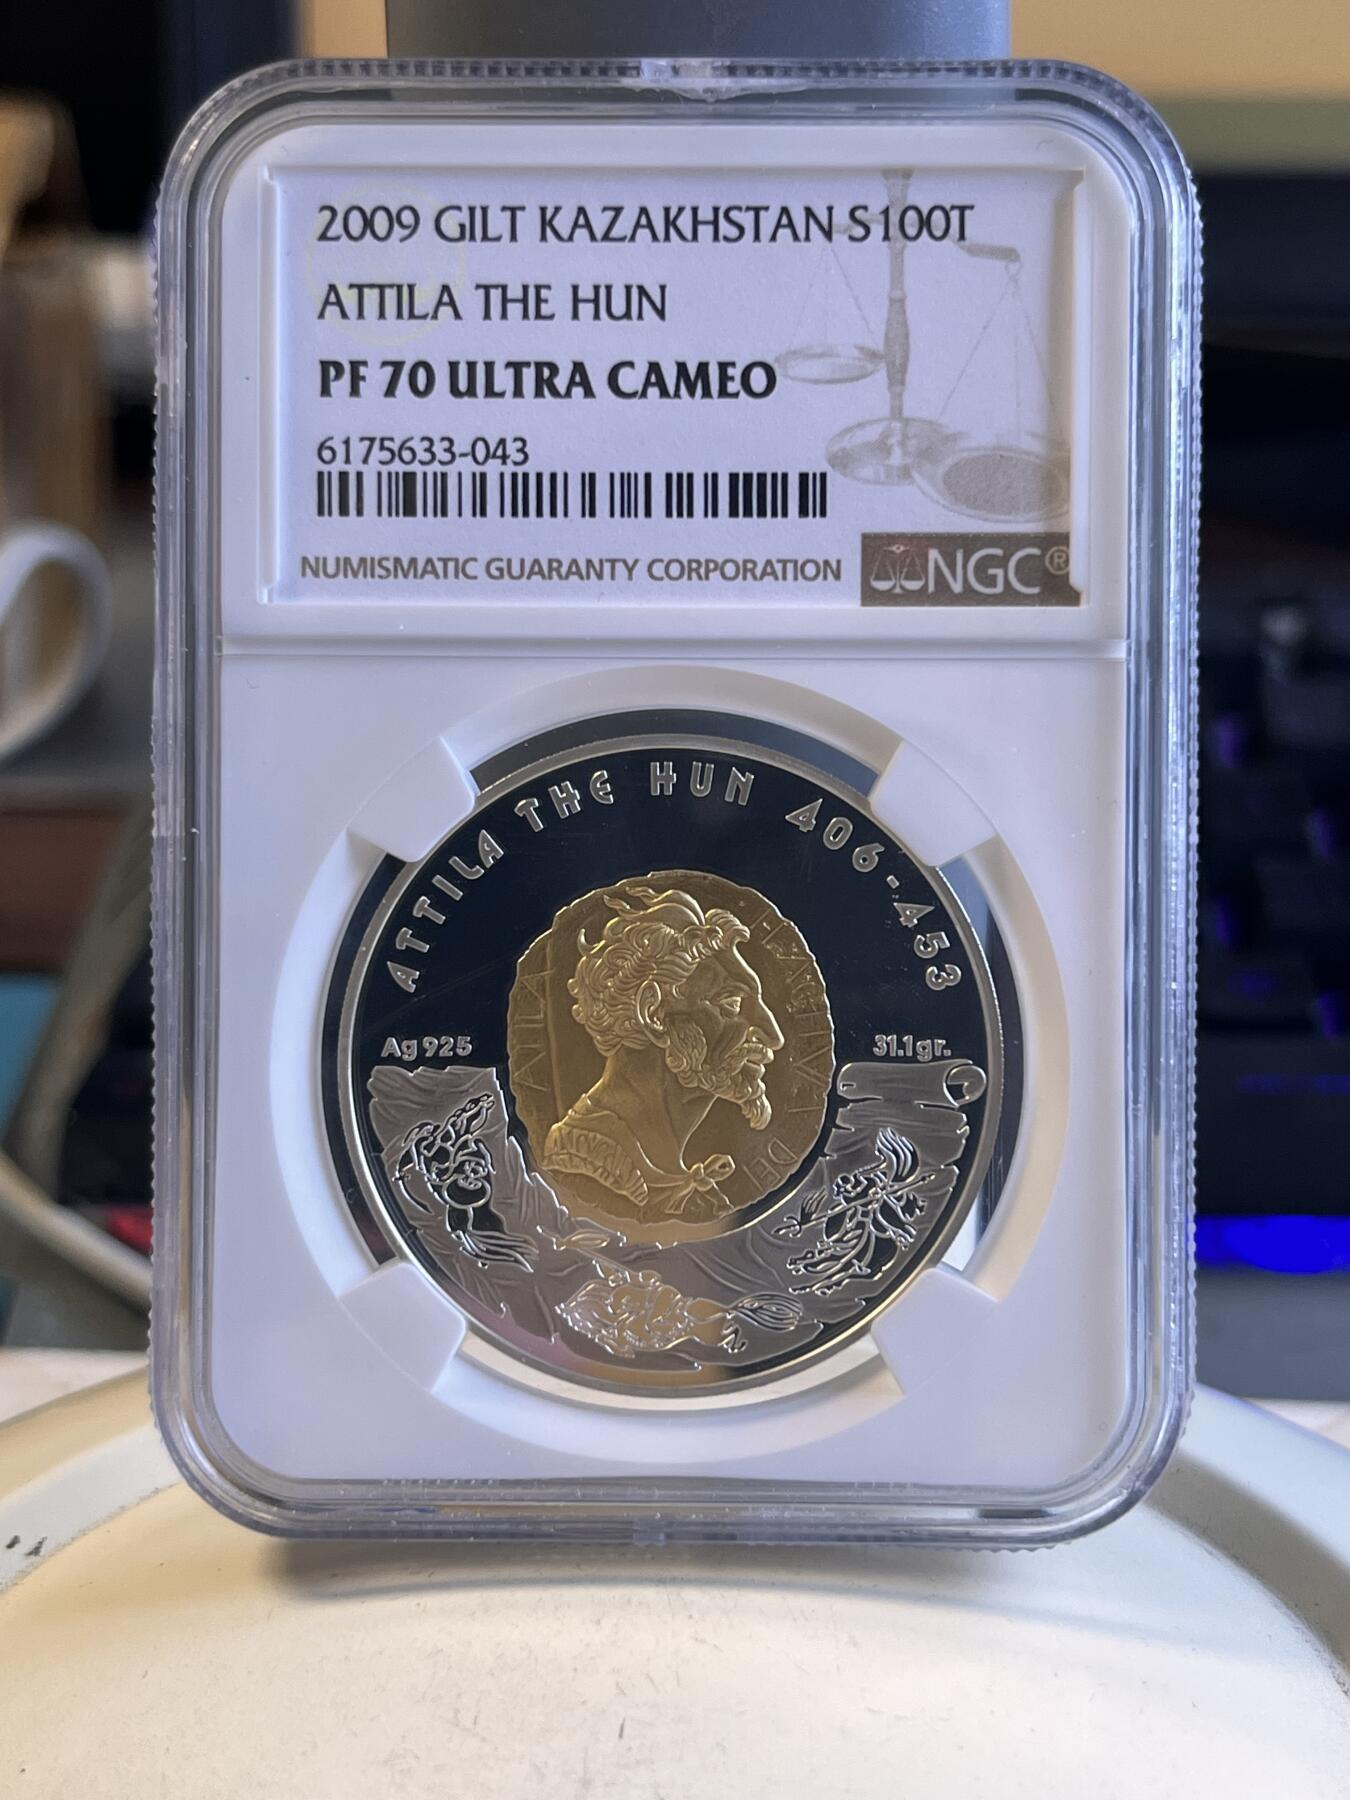 2009 GILT KAZAKHSTAN S100T
ATTILA THE HUN
PF 70 ULTRA CAMEO
6175633-043
NUMISMATIC GUARANTY CORPORATION
NGC®
ATTILA THE HUN 406-453
Ag 925
31.1gr.